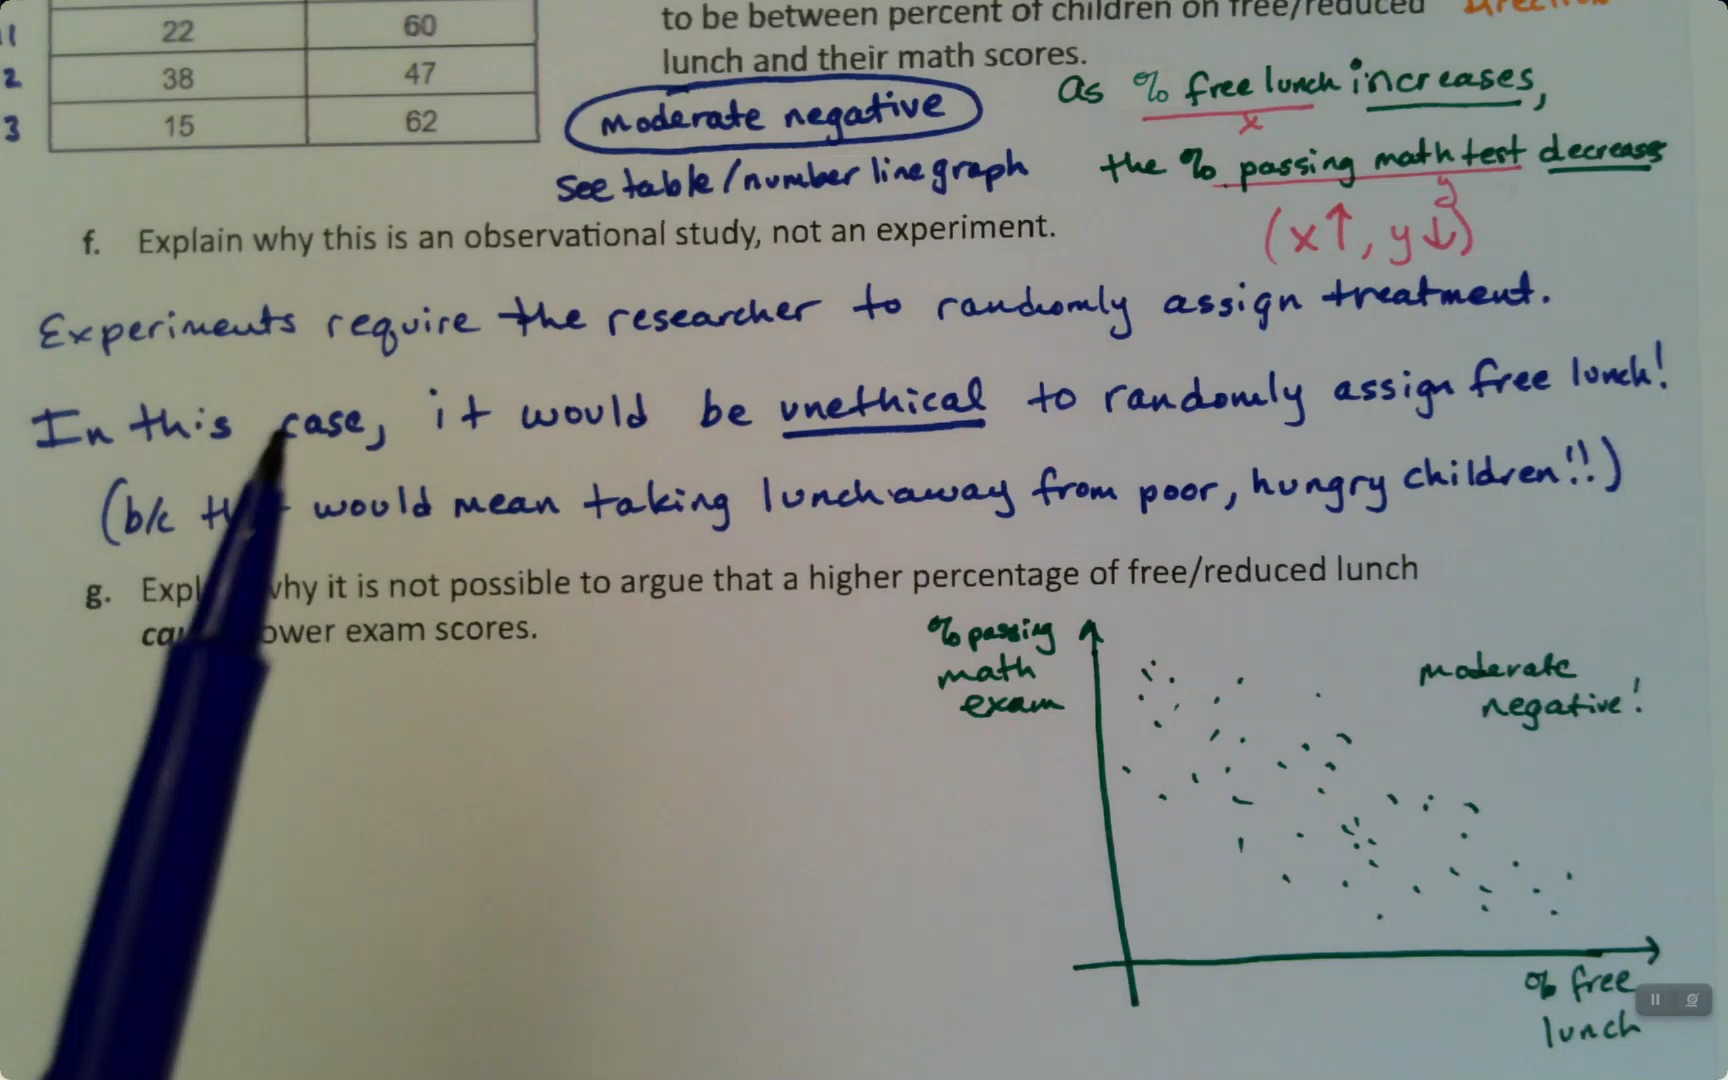 to be between percent of children on free/reduced
lunch and their math scores.
22 60
2 38 47
3 15 62
moderate negative
see table/number line graph
as % free lunch increases,
x
the % passing math test decreases
y
(x↑, y↓)
f. Explain why this is an observational study, not an experiment.
Experiments require the researcher to randomly assign treatment.
In this case, it would be unethical to randomly assign free lunch!
(b/c would mean taking lunch away from poor, hungry children!!)
g. why it is not possible to argue that a higher percentage of free/reduced lunch
lower exam scores.
% passing
math
exam
moderate
negative!
% free
lunch